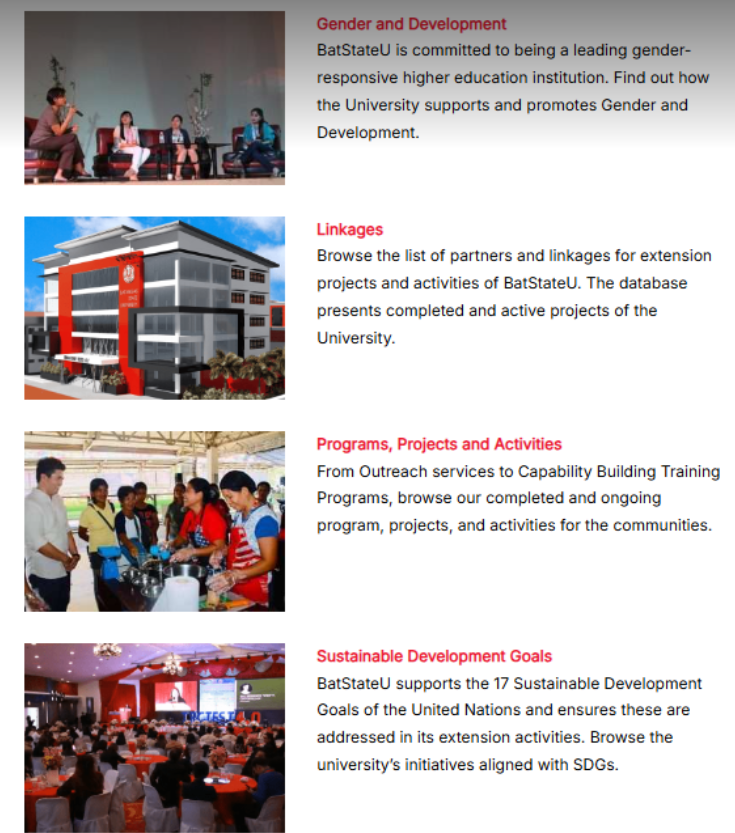 Gender and Development
BatStateU is committed to being a leading gender-
responsive higher education institution. Find out how
the University supports and promotes Gender and
Development.
Linkages
Browse the list of partners and linkages for extension
projects and activities of BatStateU. The database
presents completed and active projects of the
University.
Programs, Projects and Activities
From Outreach services to Capability Building Training
Programs, browse our completed and ongoing
program, projects, and activities for the communities.
Sustainable Development Goals
BatStateU supports the 17 Sustainable Development
Goals of the United Nations and ensures these are
addressed in its extension activities. Browse the
university’s initiatives aligned with SDGs.